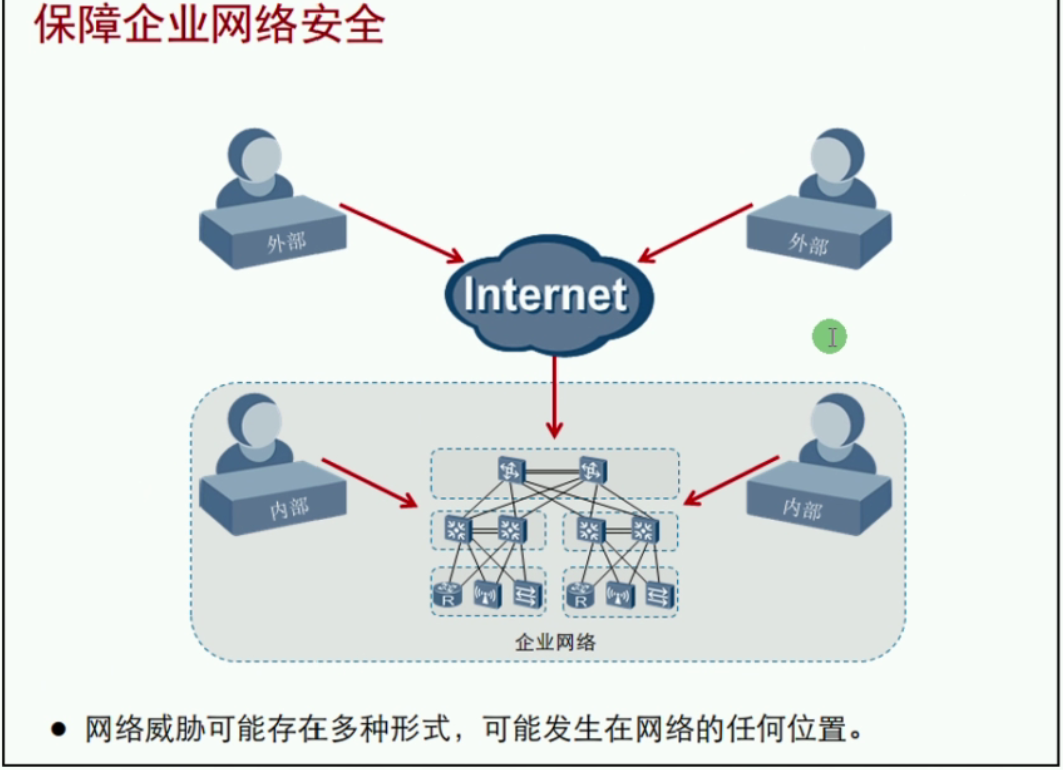 保障企业网络安全
外部
外部
Internet
内部
内部
R
R
企业网络
● 网络威胁可能存在多种形式，可能发生在网络的任何位置。